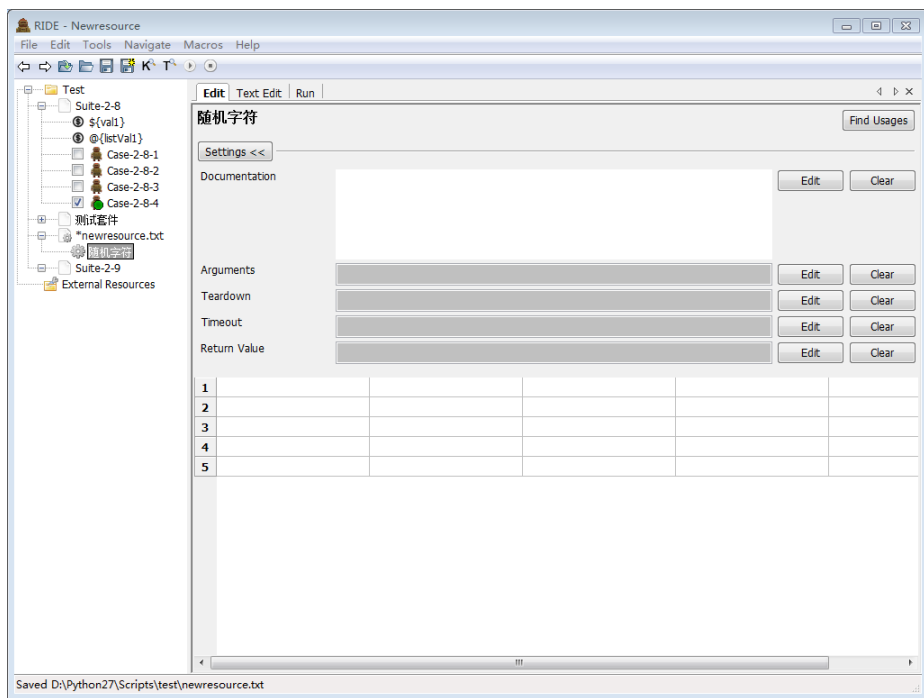 RIDE - Newresource
File Edit Tools Navigate Macros Help
Test
Suite-2-8
${val1}
@{listVal1}
Case-2-8-1
Case-2-8-2
Case-2-8-3
Case-2-8-4
测试套件
*newresource.txt
随机字符
Suite-2-9
External Resources
Edit Text Edit Run
随机字符 Find Usages
Settings <<
Documentation Edit Clear
Arguments Edit Clear
Teardown Edit Clear
Timeout Edit Clear
Return Value Edit Clear
1
2
3
4
5
Saved D:\Python27\Scripts\test\newresource.txt